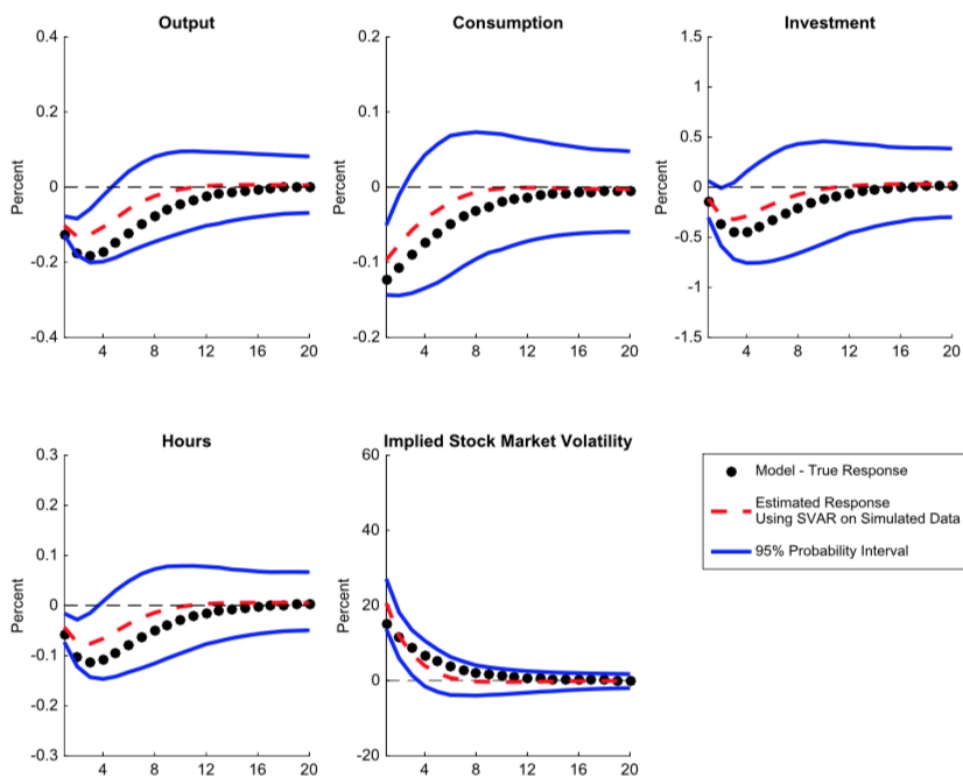 Output
Percent
0.4
0.2
0
-0.2
-0.4
4 8 12 16 20
Consumption
Percent
0.2
0.1
0
-0.1
-0.2
4 8 12 16 20
Investment
Percent
1.5
1
0.5
0
-0.5
-1
-1.5
4 8 12 16 20
Hours
Percent
0.3
0.2
0.1
0
-0.1
-0.2
-0.3
4 8 12 16 20
Implied Stock Market Volatility
Percent
60
40
20
0
-20
4 8 12 16 20
Model - True Response
Estimated Response
Using SVAR on Simulated Data
95% Probability Interval